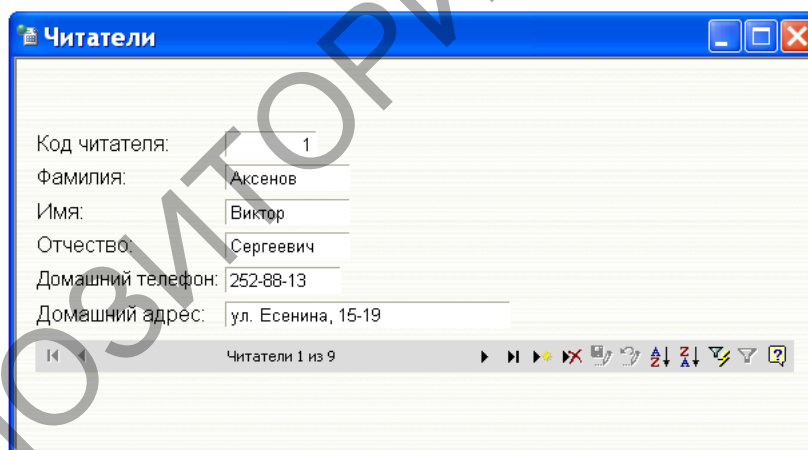 Читатели
Код читателя: 1
Фамилия: Аксенов
Имя: Виктор
Отчество: Сергеевич
Домашний телефон: 252-88-13
Домашний адрес: ул. Есенина, 15-19
Читатели 1 из 9